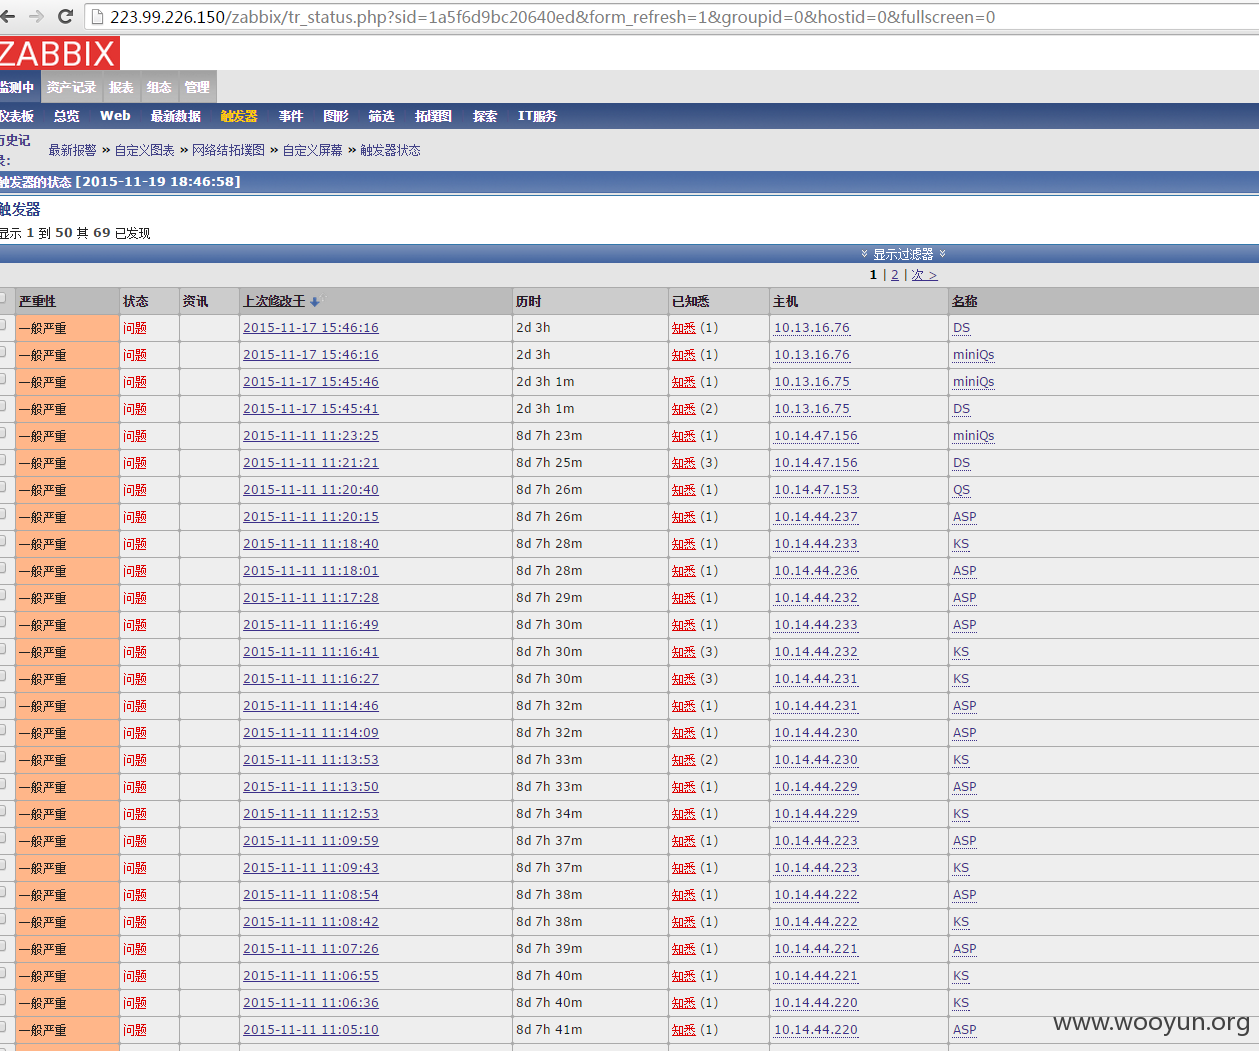 223.99.226.150/zabbix/tr_status.php?sid=1a5f6d9bc20640ed&form_refresh=1&groupid=0&hostid=0&fullscreen=0
ZABBIX
监测中 资产记录 报表 组态 管理
仪表板 总览 Web 最新数据 触发器 事件 图形 筛选 拓璞图 探索 IT服务
历史记录: 最新报警 » 自定义图表 » 网络结拓璞图 » 自定义屏幕 » 触发器状态
触发器的状态 [2015-11-19 18:46:58]
触发器
显示 1 到 50 其 69 已发现
显示过滤器
1 | 2 | 次 >
严重性 状态 资讯 上次修改于 历时 已知悉 主机 名称
一般严重 问题 2015-11-17 15:46:16 2d 3h 知悉 (1) 10.13.16.76 DS
一般严重 问题 2015-11-17 15:46:16 2d 3h 知悉 (1) 10.13.16.76 miniQs
一般严重 问题 2015-11-17 15:45:46 2d 3h 1m 知悉 (1) 10.13.16.75 miniQs
一般严重 问题 2015-11-17 15:45:41 2d 3h 1m 知悉 (2) 10.13.16.75 DS
一般严重 问题 2015-11-11 11:23:25 8d 7h 23m 知悉 (1) 10.14.47.156 miniQs
一般严重 问题 2015-11-11 11:21:21 8d 7h 25m 知悉 (3) 10.14.47.156 DS
一般严重 问题 2015-11-11 11:20:40 8d 7h 26m 知悉 (1) 10.14.47.153 QS
一般严重 问题 2015-11-11 11:20:15 8d 7h 26m 知悉 (1) 10.14.44.237 ASP
一般严重 问题 2015-11-11 11:18:40 8d 7h 28m 知悉 (1) 10.14.44.233 KS
一般严重 问题 2015-11-11 11:18:01 8d 7h 28m 知悉 (1) 10.14.44.236 ASP
一般严重 问题 2015-11-11 11:17:28 8d 7h 29m 知悉 (1) 10.14.44.232 ASP
一般严重 问题 2015-11-11 11:16:49 8d 7h 30m 知悉 (1) 10.14.44.233 ASP
一般严重 问题 2015-11-11 11:16:41 8d 7h 30m 知悉 (3) 10.14.44.232 KS
一般严重 问题 2015-11-11 11:16:27 8d 7h 30m 知悉 (3) 10.14.44.231 KS
一般严重 问题 2015-11-11 11:14:46 8d 7h 32m 知悉 (1) 10.14.44.231 ASP
一般严重 问题 2015-11-11 11:14:09 8d 7h 32m 知悉 (1) 10.14.44.230 ASP
一般严重 问题 2015-11-11 11:13:53 8d 7h 33m 知悉 (2) 10.14.44.230 KS
一般严重 问题 2015-11-11 11:13:50 8d 7h 33m 知悉 (1) 10.14.44.229 ASP
一般严重 问题 2015-11-11 11:12:53 8d 7h 34m 知悉 (1) 10.14.44.229 KS
一般严重 问题 2015-11-11 11:09:59 8d 7h 37m 知悉 (1) 10.14.44.223 ASP
一般严重 问题 2015-11-11 11:09:43 8d 7h 37m 知悉 (1) 10.14.44.223 KS
一般严重 问题 2015-11-11 11:08:54 8d 7h 38m 知悉 (1) 10.14.44.222 ASP
一般严重 问题 2015-11-11 11:08:42 8d 7h 38m 知悉 (1) 10.14.44.222 KS
一般严重 问题 2015-11-11 11:07:26 8d 7h 39m 知悉 (1) 10.14.44.221 ASP
一般严重 问题 2015-11-11 11:06:55 8d 7h 40m 知悉 (1) 10.14.44.221 KS
一般严重 问题 2015-11-11 11:06:36 8d 7h 40m 知悉 (1) 10.14.44.220 KS
一般严重 问题 2015-11-11 11:05:10 8d 7h 41m 知悉 (1) 10.14.44.220 ASP
www.wooyun.org